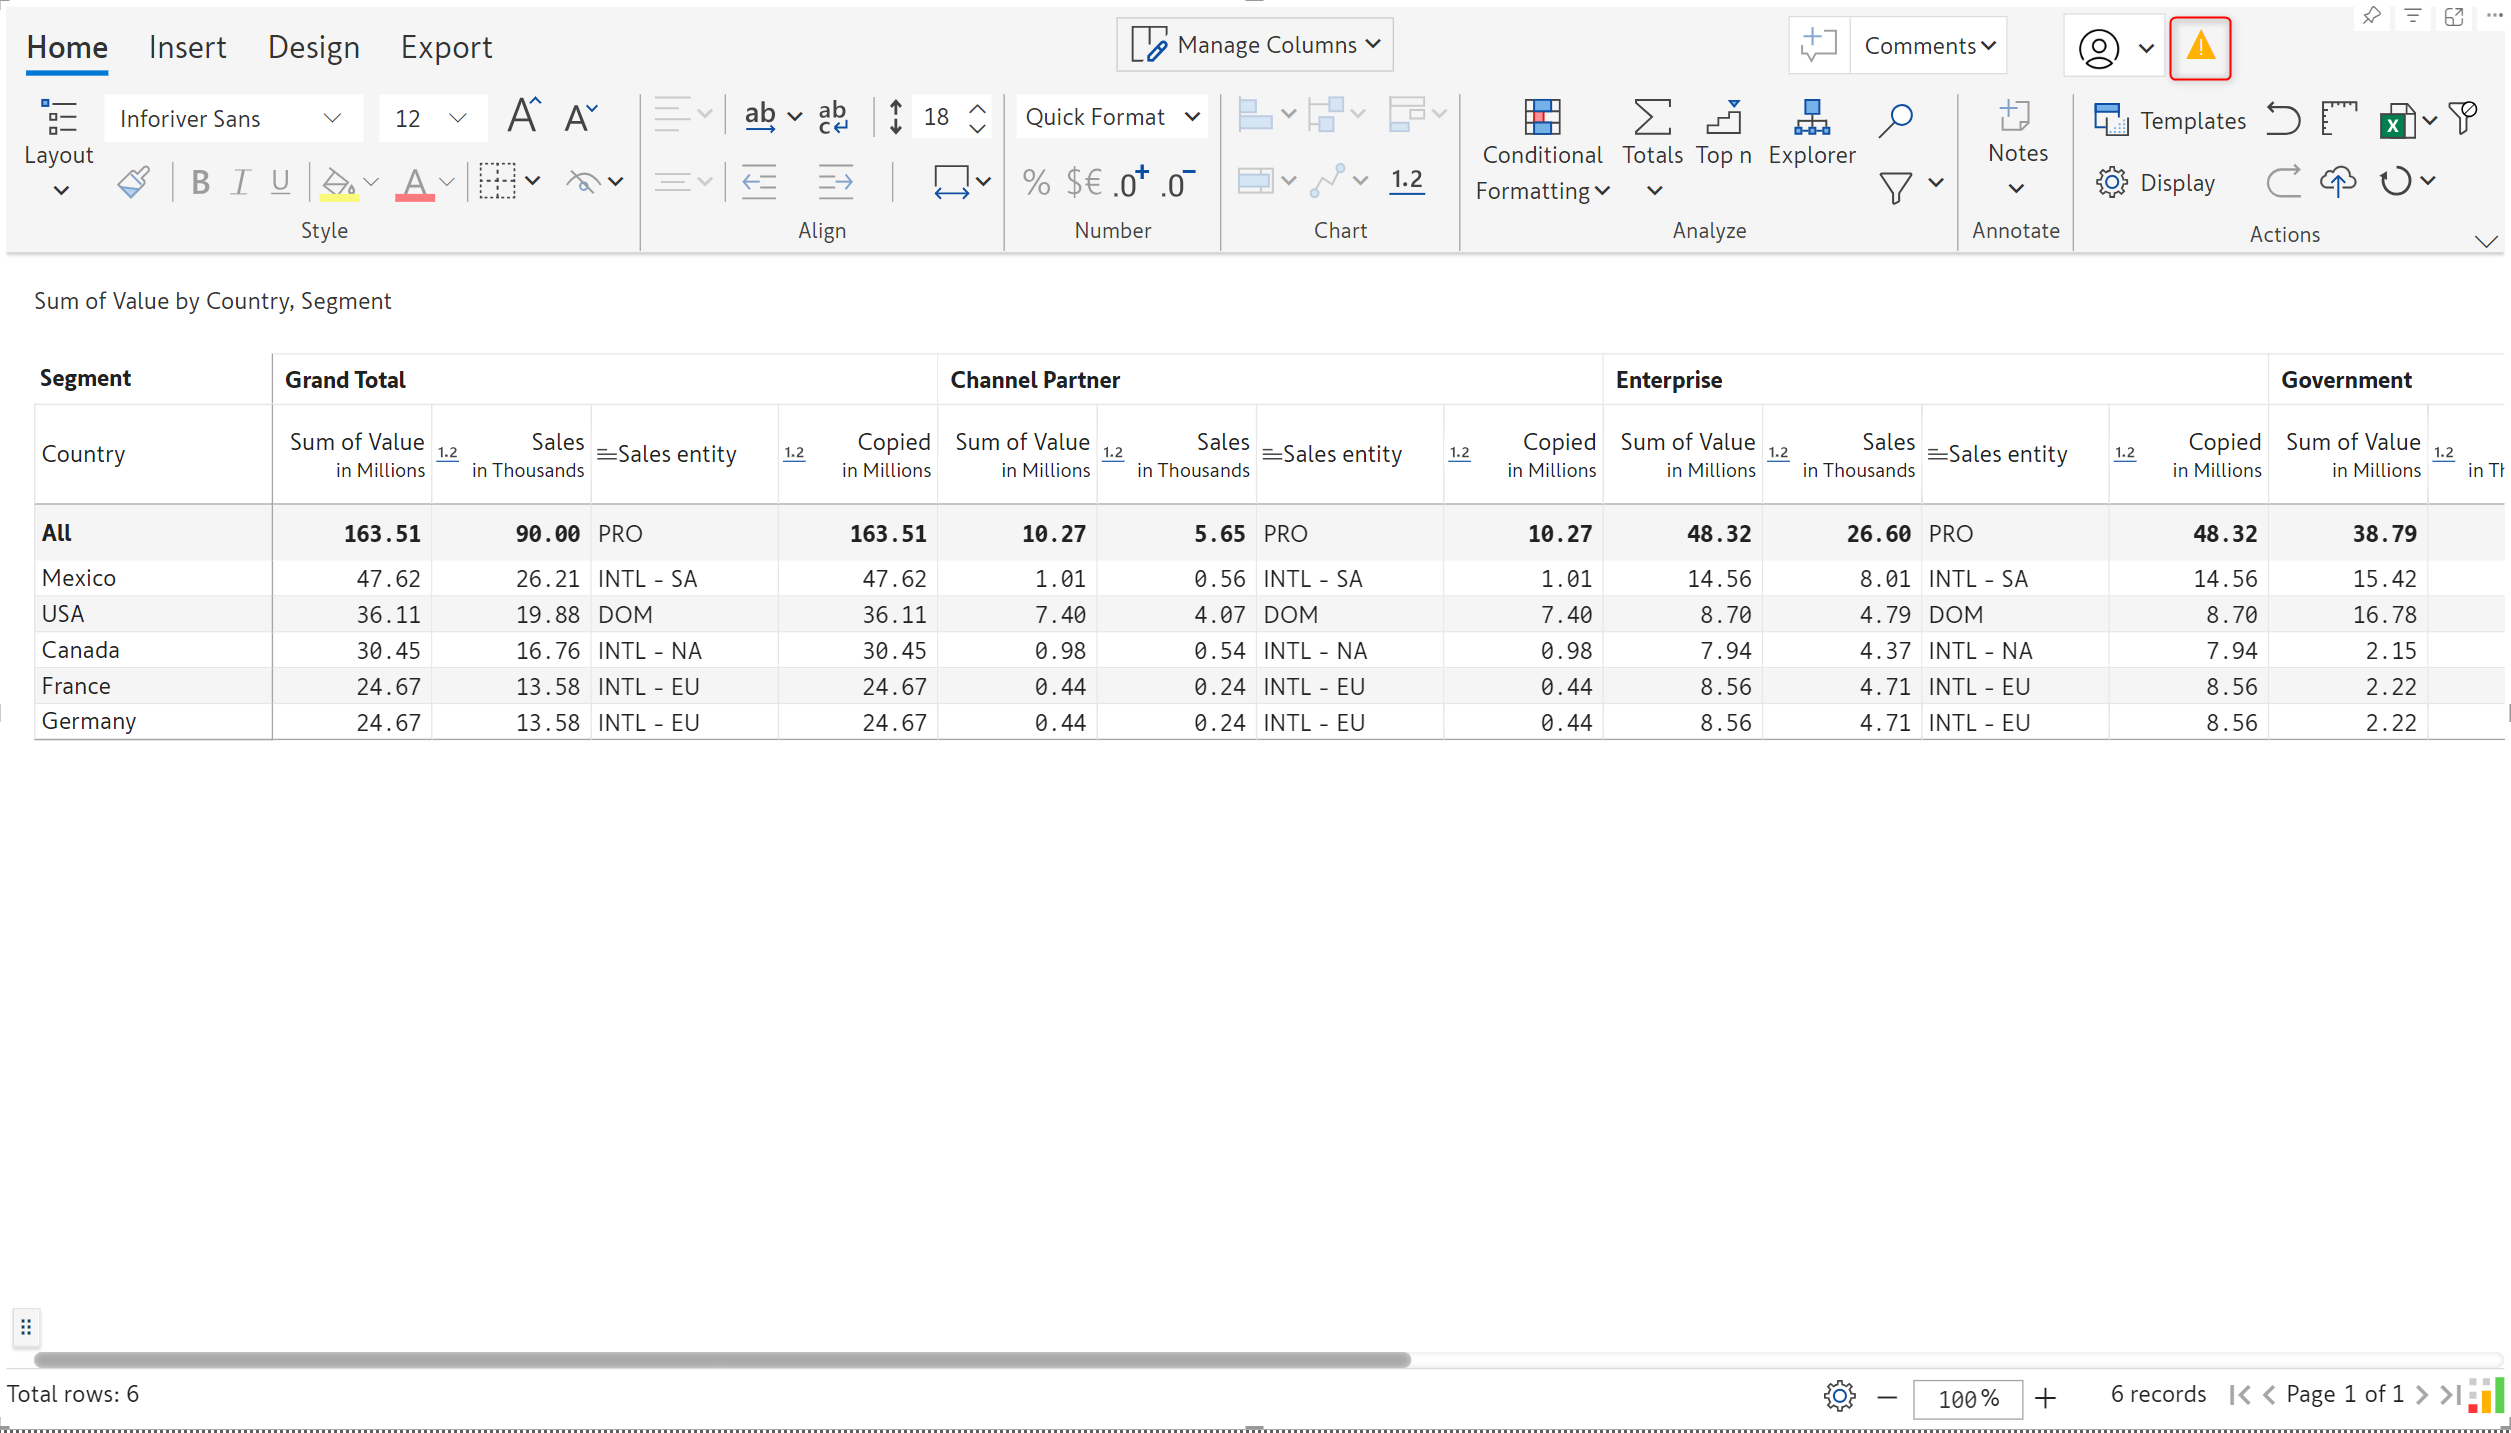 Home Insert Design Export Manage Columns Comments
Inforiver Sans 12 18 Quick Format
Layout Conditional Formatting Totals Top n Explorer Notes Templates
B I U A % $€ .0+ .0- 1.2 Display
Style Align Number Chart Analyze Annotate Actions
Sum of Value by Country, Segment
Segment Grand Total Channel Partner Enterprise Government
Country Sum of Value in Millions 1.2 Sales in Thousands Sales entity 1.2 Copied in Millions Sum of Value in Millions 1.2 Sales in Thousands Sales entity 1.2 Copied in Millions Sum of Value in Millions 1.2 Sales in Thousands Sales entity 1.2 Copied in Millions Sum of Value in Millions 1.2 in
All 163.51 90.00 PRO 163.51 10.27 5.65 PRO 10.27 48.32 26.60 PRO 48.32 38.79
Mexico 47.62 26.21 INTL - SA 47.62 1.01 0.56 INTL - SA 1.01 14.56 8.01 INTL - SA 14.56 15.42
USA 36.11 19.88 DOM 36.11 7.40 4.07 DOM 7.40 8.70 4.79 DOM 8.70 16.78
Canada 30.45 16.76 INTL - NA 30.45 0.98 0.54 INTL - NA 0.98 7.94 4.37 INTL - NA 7.94 2.15
France 24.67 13.58 INTL - EU 24.67 0.44 0.24 INTL - EU 0.44 8.56 4.71 INTL - EU 8.56 2.22
Germany 24.67 13.58 INTL - EU 24.67 0.44 0.24 INTL - EU 0.44 8.56 4.71 INTL - EU 8.56 2.22
Total rows: 6 100% 6 records Page 1 of 1